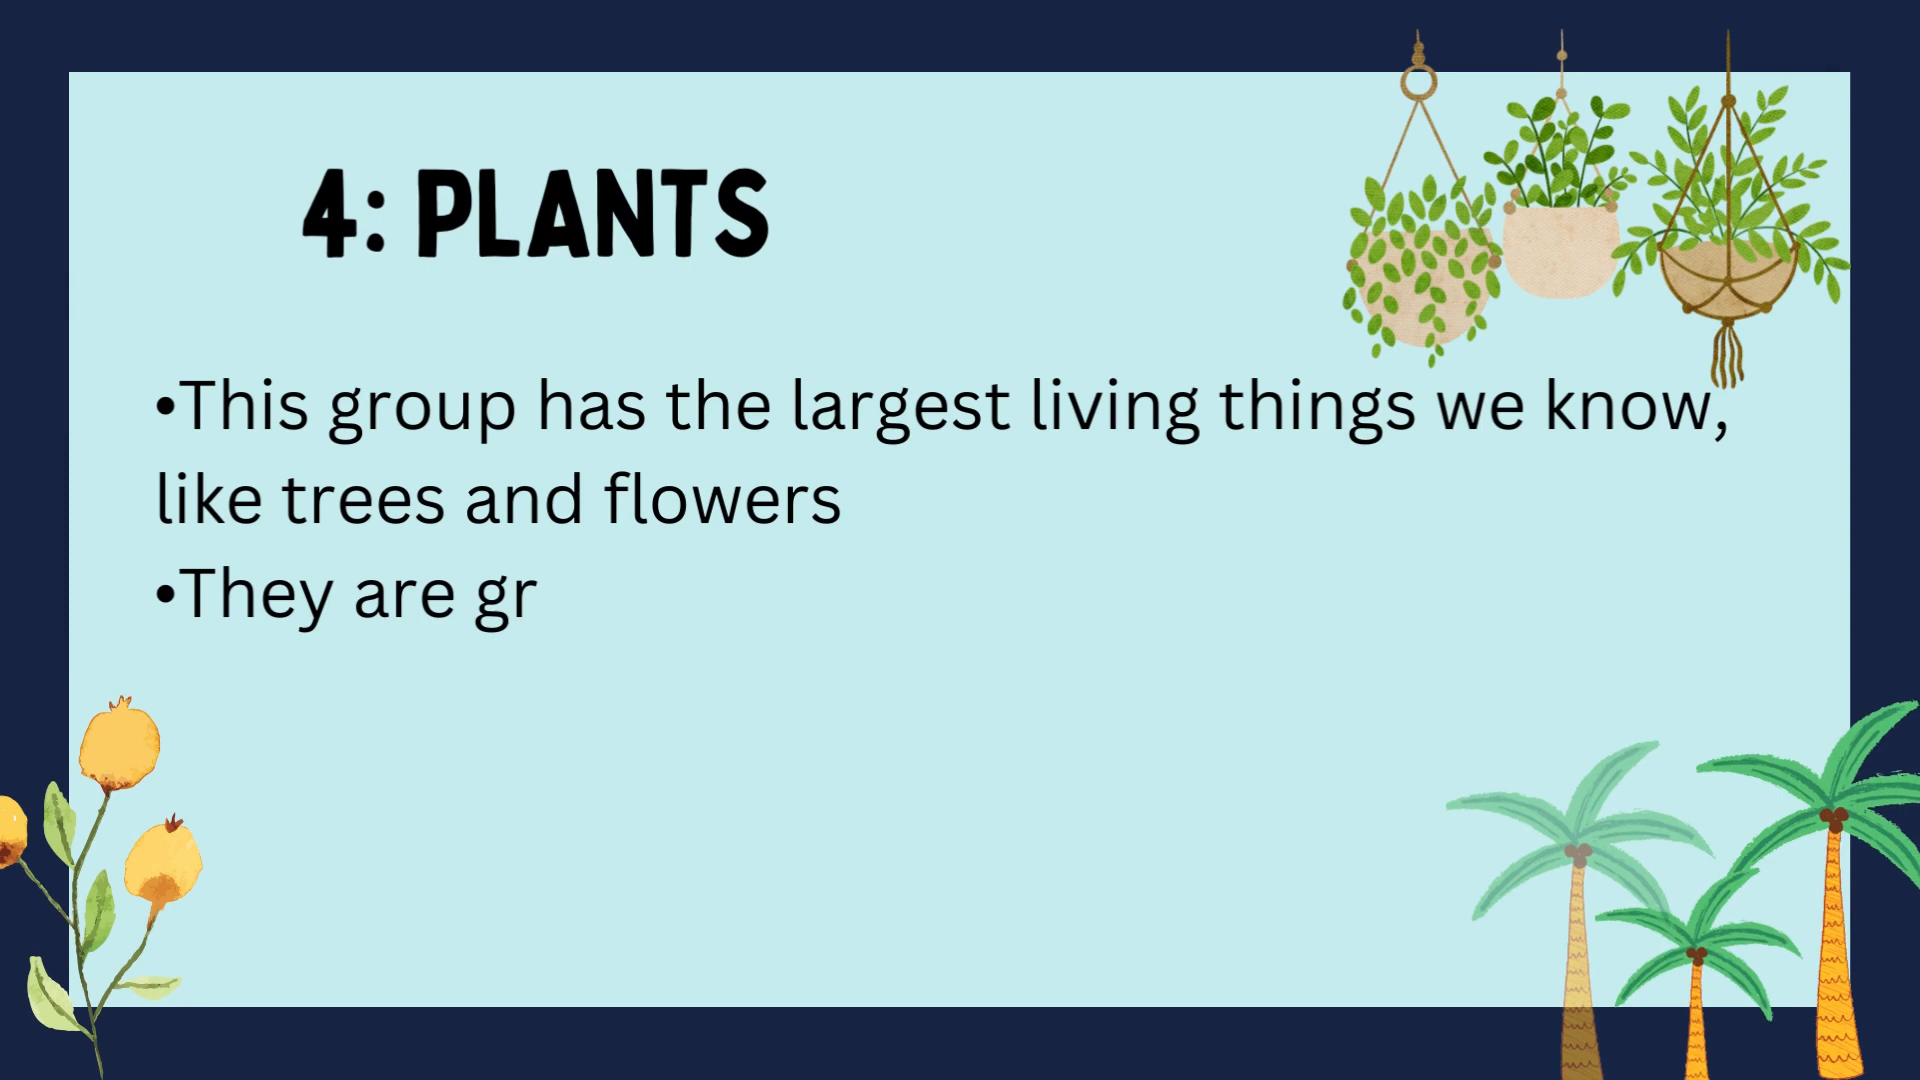 4: PLANTS
•This group has the largest living things we know,
like trees and flowers
•They are gr